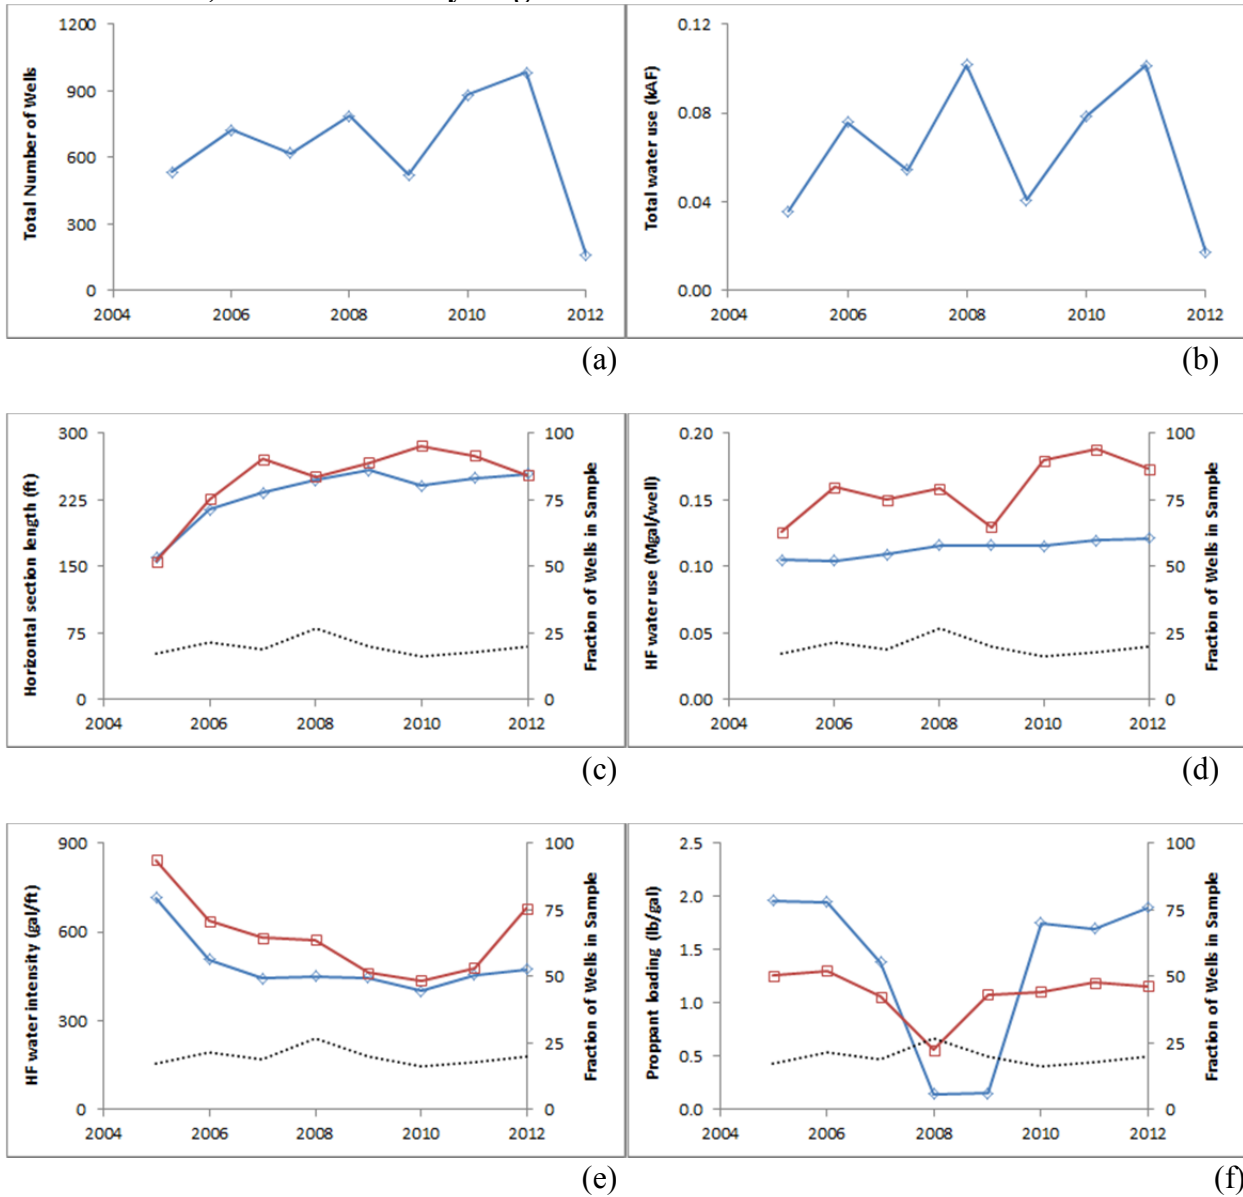 1200
900
600
300
0
Total Number of Wells
2004 2006 2008 2010 2012
(a)
0.12
0.08
0.04
0.00
Total water use (kAF)
2004 2006 2008 2010 2012
(b)
300
225
150
75
0
Horizontal section length (ft)
100
75
50
25
0
Fraction of Wells in Sample
2004 2006 2008 2010 2012
(c)
0.20
0.15
0.10
0.05
0.00
HF water use (Mgal/well)
100
75
50
25
0
Fraction of Wells in Sample
2004 2006 2008 2010 2012
(d)
900
600
300
0
HF water intensity (gal/ft)
100
75
50
25
0
Fraction of Wells in Sample
2004 2006 2008 2010 2012
(e)
2.5
2.0
1.5
1.0
0.5
0.0
Proppant loading (lb/gal)
100
75
50
25
0
Fraction of Wells in Sample
2004 2006 2008 2010 2012
(f)